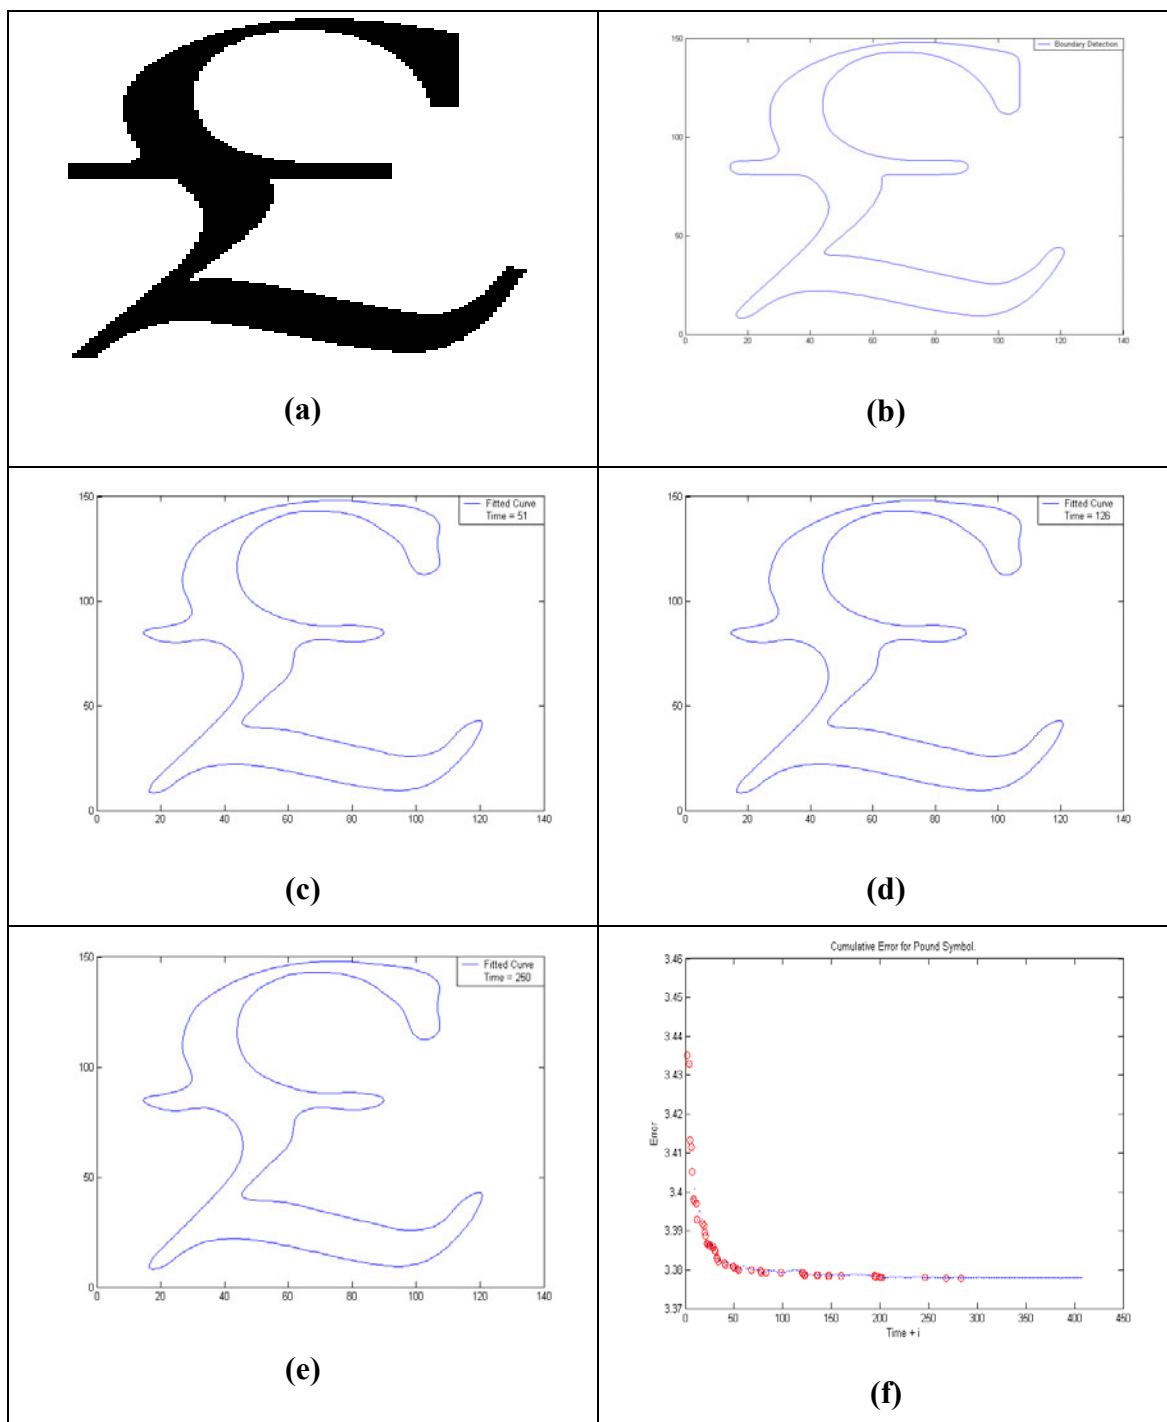 £
(a)
Boundary Detection
150
100
50
0
0 20 40 60 80 100 120 140
(b)
Fitted Curve
Time = 51
150
100
50
0
0 20 40 60 80 100 120 140
(c)
Fitted Curve
Time = 126
150
100
50
0
0 20 40 60 80 100 120 140
(d)
Fitted Curve
Time = 250
150
100
50
0
0 20 40 60 80 100 120 140
(e)
Cumulative Error for Pound Symbol.
3.46
3.45
3.44
3.43
3.42
Error
3.41
3.4
3.39
3.38
3.37
0 50 100 150 200 250 300 350 400 450
Time + i
(f)